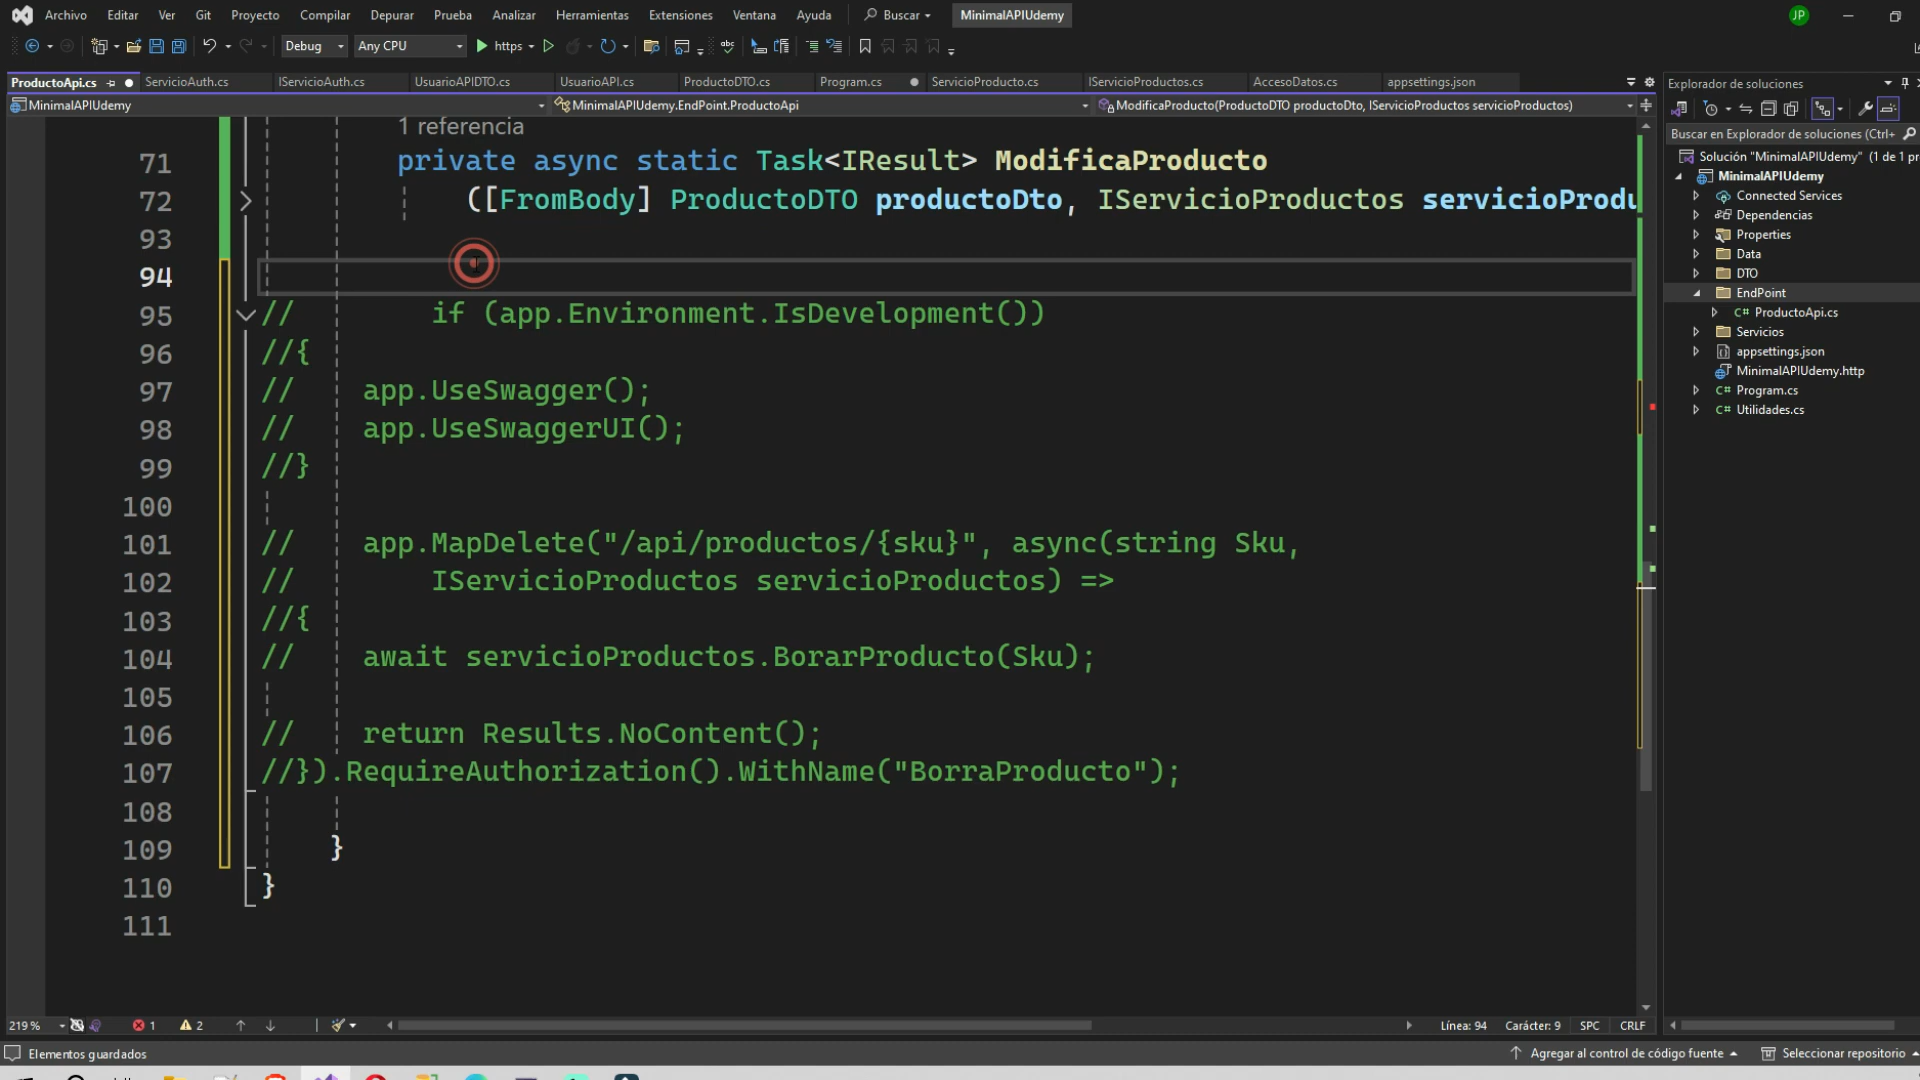 Archivo Editar Ver Git Proyecto Compilar Depurar Prueba Analizar Herramientas Extensiones Ventana Ayuda Buscar MinimalAPIUdemy JP
Debug Any CPU https
ProductoApi.cs ServicioAuth.cs IServicioAuth.cs UsuarioAPIDTO.cs UsuarioAPI.cs ProductoDTO.cs Program.cs ServicioProducto.cs IServicioProductos.cs AccesoDatos.cs appsettings.json
MinimalAPIUdemy MinimalAPIUdemy.EndPoint.ProductoApi ModificaProducto(ProductoDTO productoDto, IServicioProductos servicioProductos)
1 referencia
71 private async static Task<IResult> ModificaProducto
72 ([FromBody] ProductoDTO productoDto, IServicioProductos servicioProdu
93
94
95 // if (app.Environment.IsDevelopment())
96 //{
97 // app.UseSwagger();
98 // app.UseSwaggerUI();
99 //}
100
101 // app.MapDelete("/api/productos/{sku}", async(string Sku,
102 // IServicioProductos servicioProductos) =>
103 //{
104 // await servicioProductos.BorarProducto(Sku);
105
106 // return Results.NoContent();
107 //}).RequireAuthorization().WithName("BorraProducto");
108
109 }
110 }
111
219 % 1 2 Línea: 94 Carácter: 9 SPC CRLF
Elementos guardados Agregar al control de código fuente Seleccionar repositorio
Explorador de soluciones
Buscar en Explorador de soluciones (Ctrl+
Solución "MinimalAPIUdemy" (1 de 1 pr
MinimalAPIUdemy
Connected Services
Dependencias
Properties
Data
DTO
EndPoint
C# ProductoApi.cs
Servicios
appsettings.json
MinimalAPIUdemy.http
C# Program.cs
C# Utilidades.cs